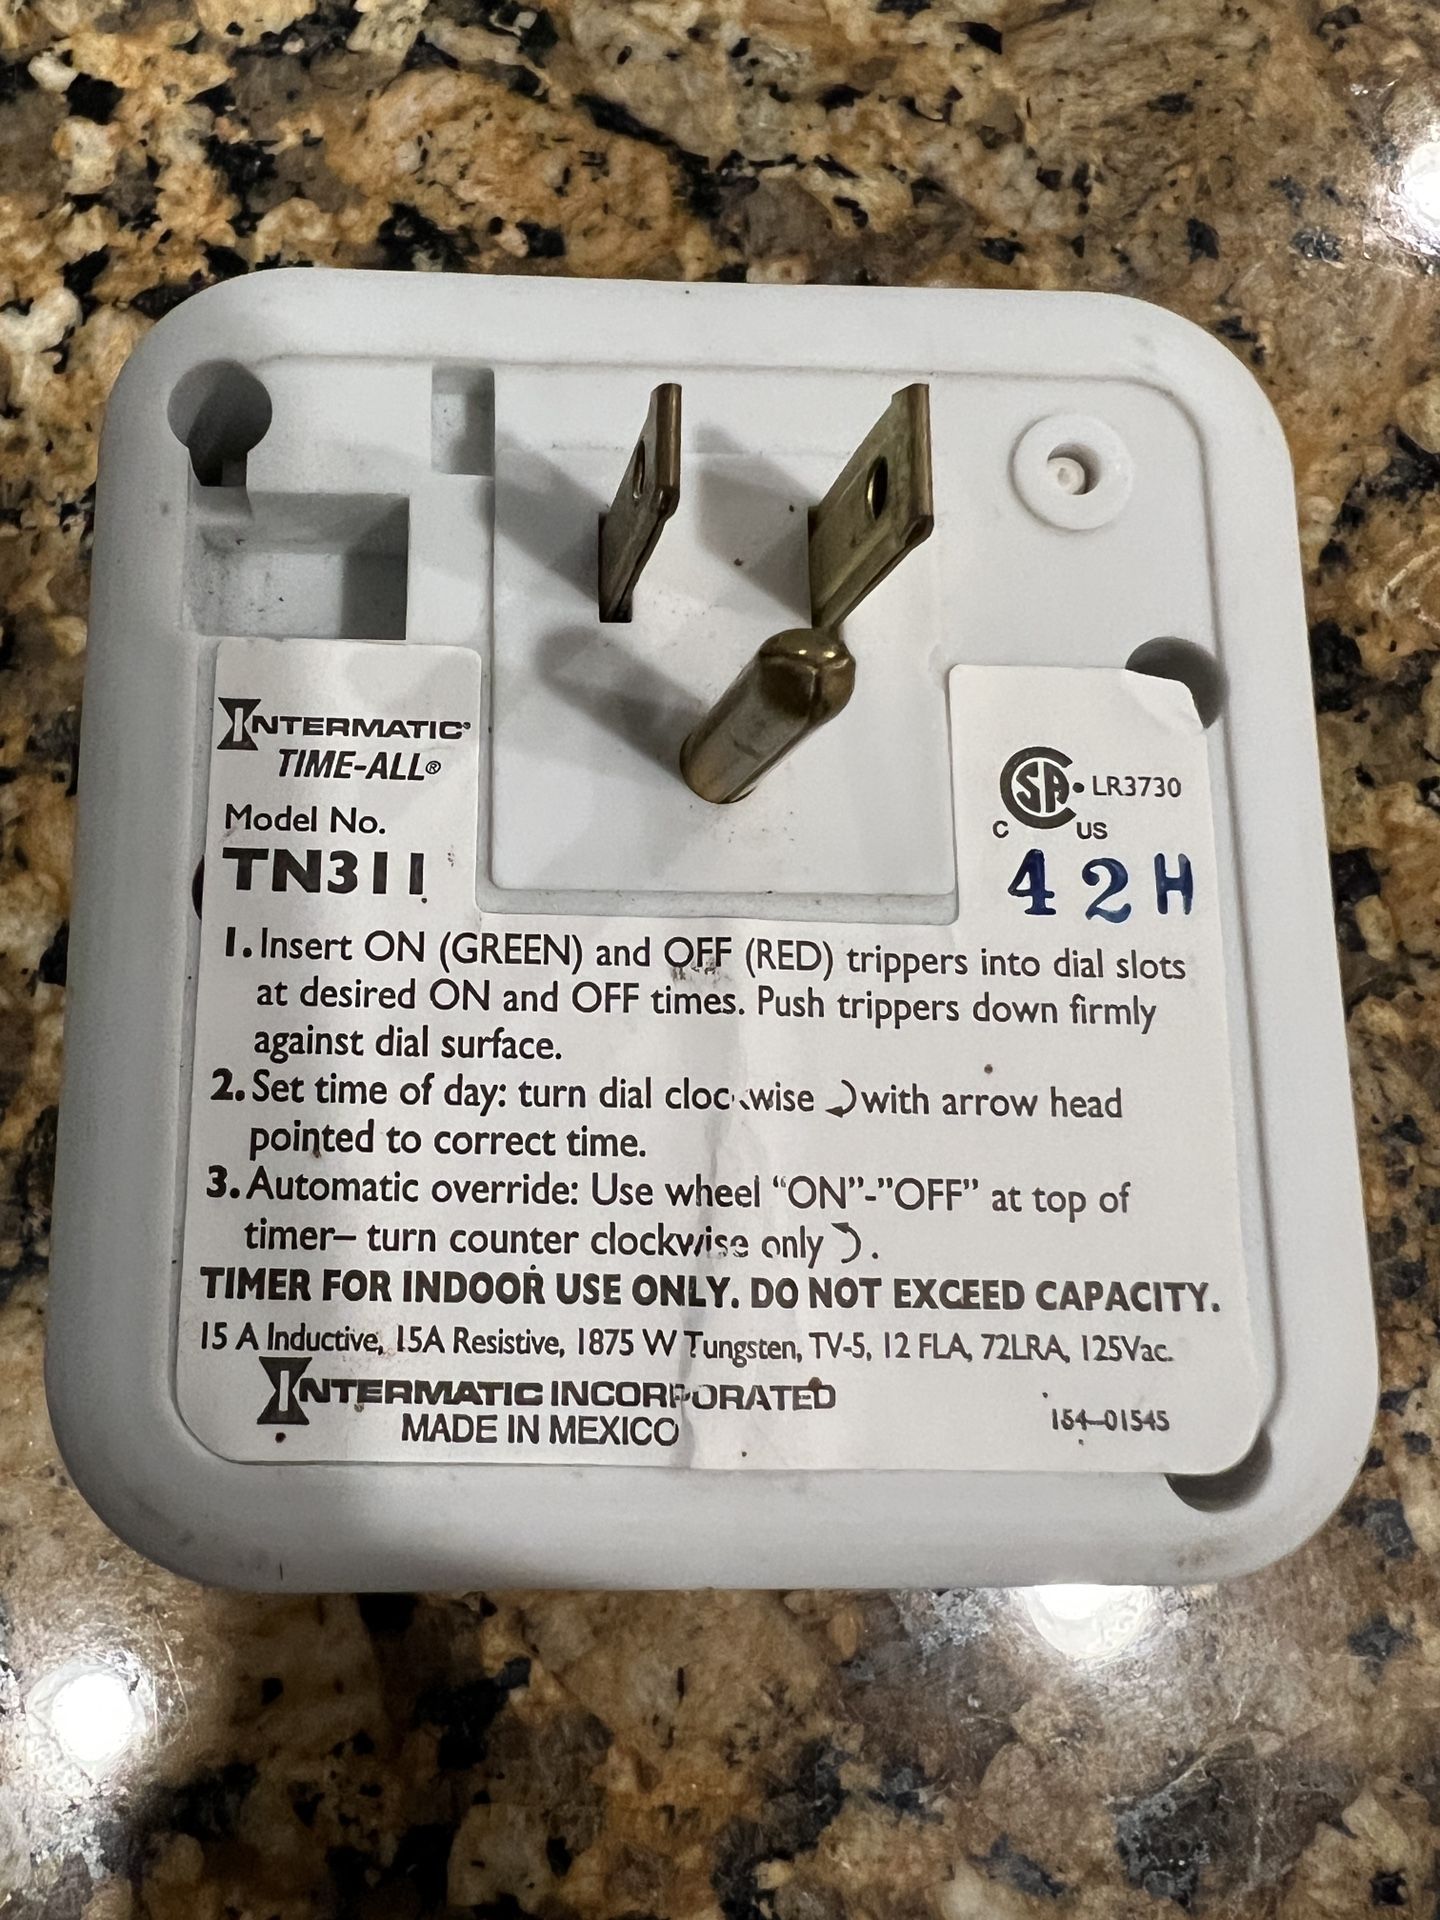 INTERMATIC®
TIME-ALL®
Model No.
TN311
CSA • LR3730
C US
42H
1. Insert ON (GREEN) and OFF (RED) trippers into dial slots
at desired ON and OFF times. Push trippers down firmly
against dial surface.
2. Set time of day: turn dial clockwise with arrow head
pointed to correct time.
3. Automatic override: Use wheel “ON”-”OFF” at top of
timer– turn counter clockwise only .
TIMER FOR INDOOR USE ONLY. DO NOT EXCEED CAPACITY.
15 A Inductive, 15A Resistive, 1875 W Tungsten, TV-5, 12 FLA, 72LRA, 125Vac.
INTERMATIC INCORPORATED
MADE IN MEXICO
154–01545